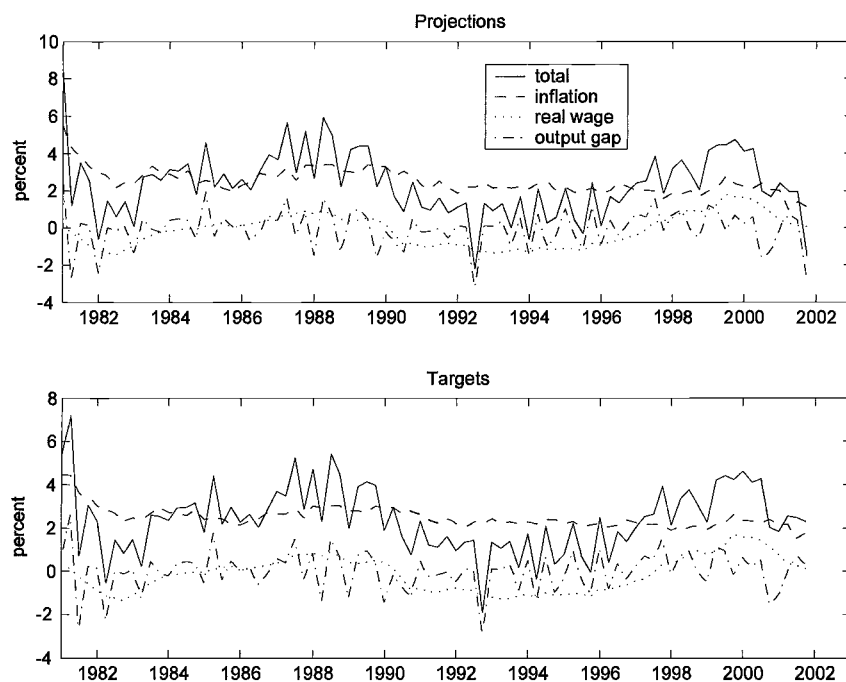 Projections
10
8
6
4
2
0
-2
-4
percent
total
inflation
real wage
output gap
1982 1984 1986 1988 1990 1992 1994 1996 1998 2000 2002
Targets
8
6
4
2
0
-2
-4
percent
1982 1984 1986 1988 1990 1992 1994 1996 1998 2000 2002